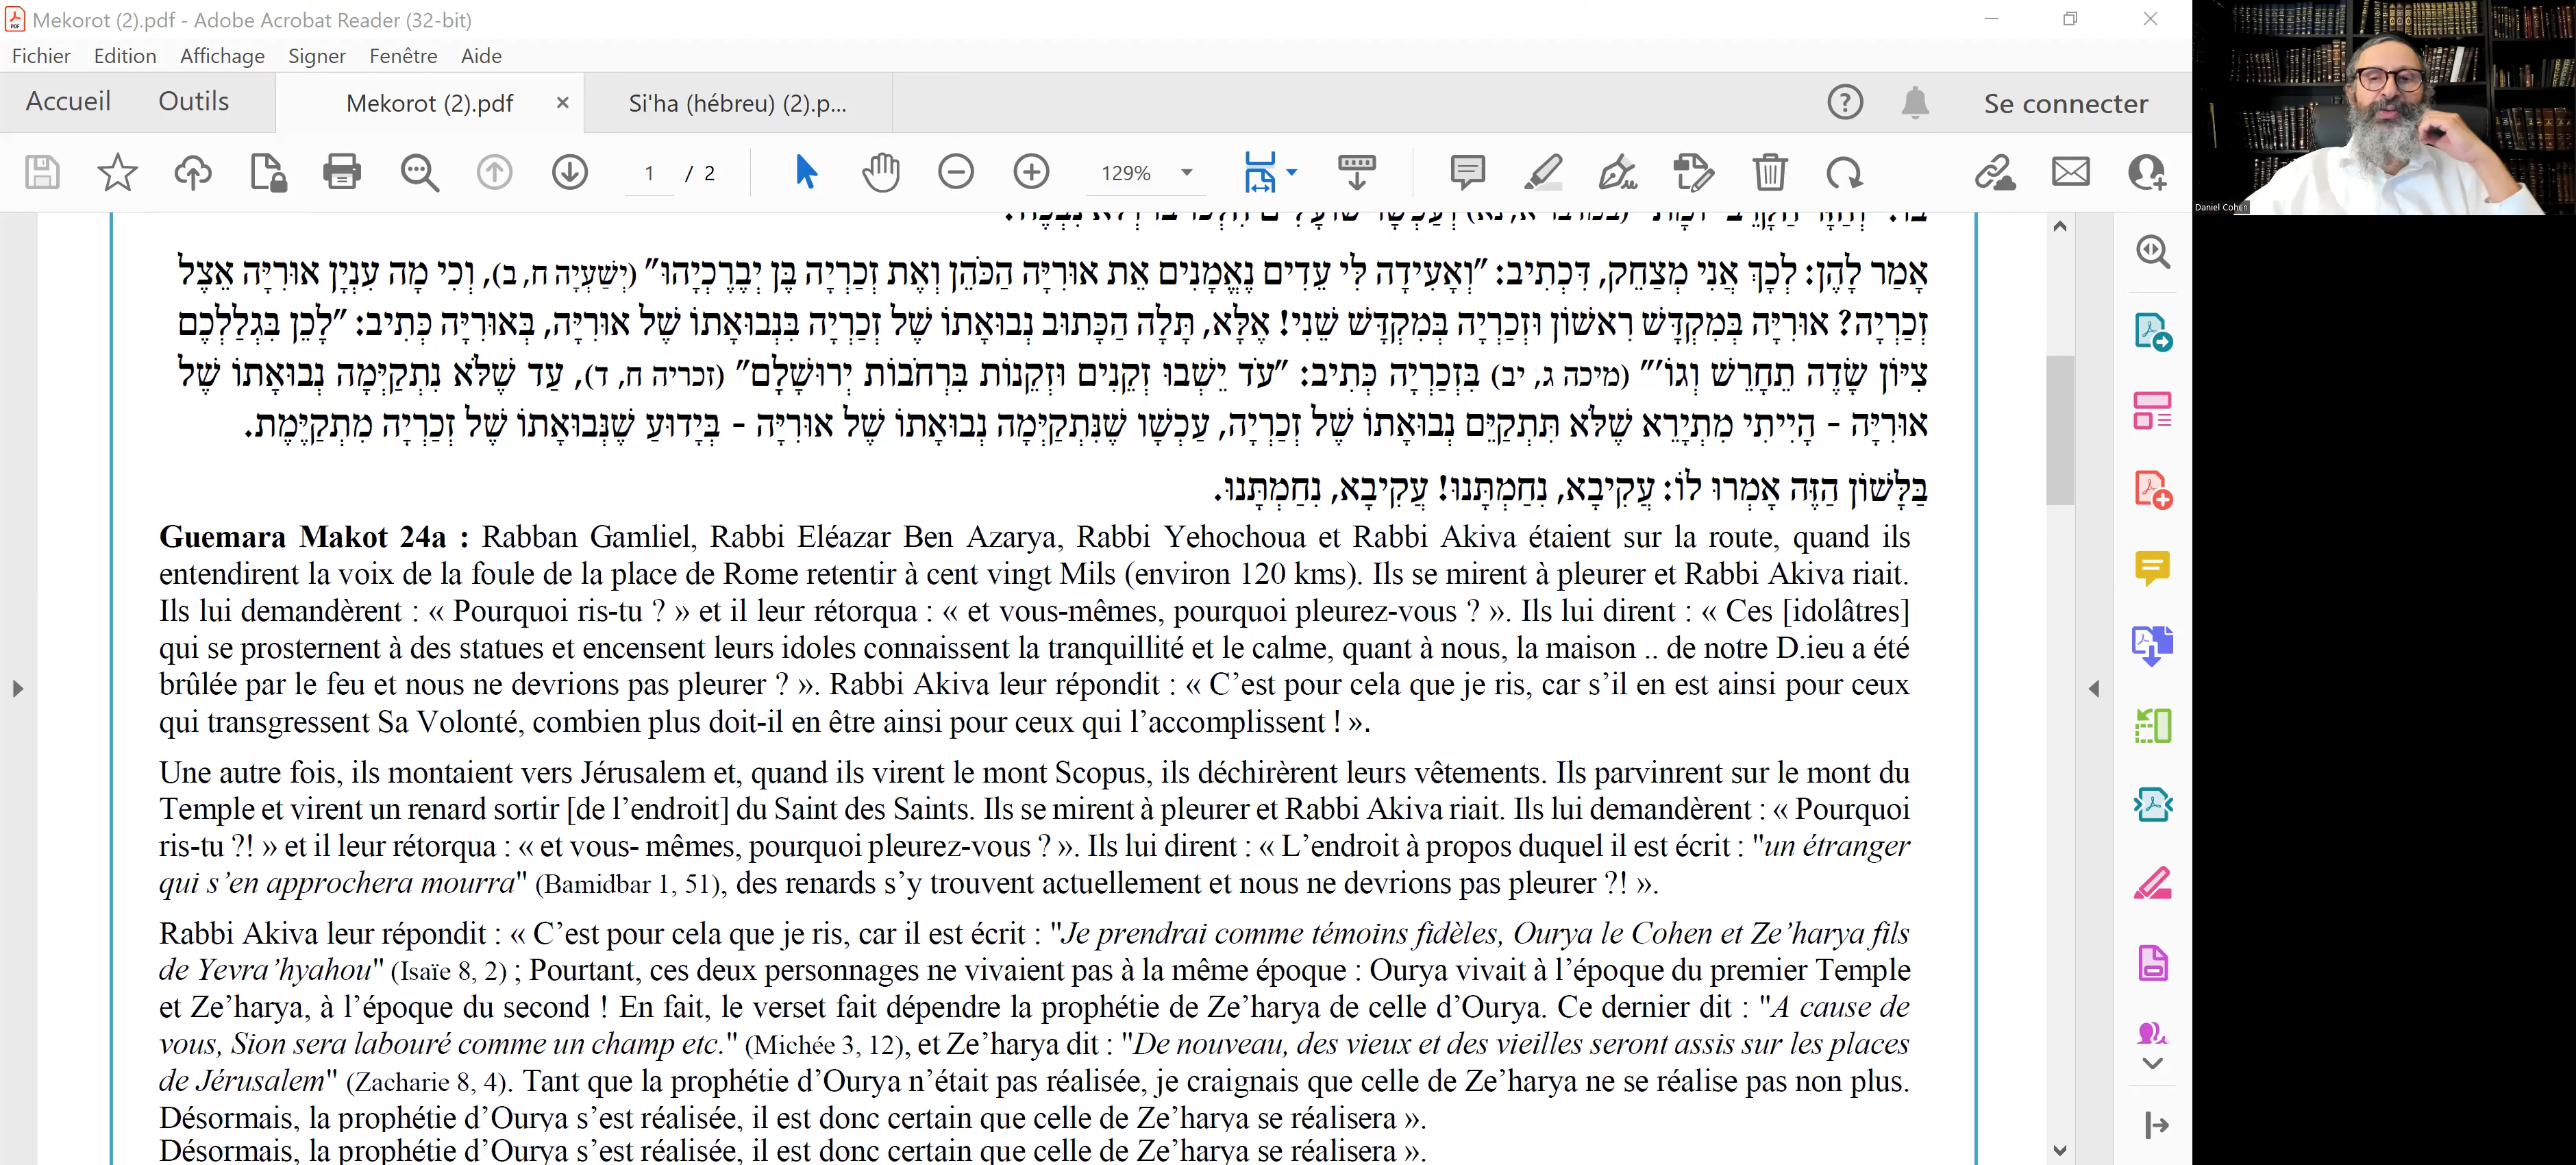 Mekorot (2).pdf - Adobe Acrobat Reader (32-bit)
Fichier Edition Affichage Signer Fenêtre Aide
Accueil Outils Mekorot (2).pdf × Si'ha (hébreu) (2).p... Se connecter
1 / 2 129%
Daniel Cohen
אָמַר לָהֶן: לְכָךְ אֲנִי מְצַחֵק, דִּכְתִיב: "וְאָעִידָה לִּי עֵדִים נֶאֱמָנִים אֵת אוּרִיָּה הַכֹּהֵן וְאֶת זְכַרְיָה בֶּן יְבֶרֶכְיָהוּ" (יְשַׁעְיָה ח, ב), וְכִי מָה עִנְיָן אוּרִיָּה אֵצֶל
זְכַרְיָה? אוּרִיָּה בְּמִקְדָּשׁ רִאשׁוֹן וּזְכַרְיָה בְּמִקְדָּשׁ שֵׁנִי! אֶלָּא, תָּלָה הַכָּתוּב נְבוּאָתוֹ שֶׁל זְכַרְיָה בִּנְבוּאָתוֹ שֶׁל אוּרִיָּה, בְּאוּרִיָּה כְּתִיב: "לָכֵן בִּגְלַלְכֶם
צִיּוֹן שָׂדֶה תֵחָרֵשׁ וְגוֹ'" (מיכה ג, יב) בִּזְכַרְיָה כְּתִיב: "עֹד יֵשְׁבוּ זְקֵנִים וּזְקֵנוֹת בִּרְחֹבוֹת יְרוּשָׁלָם" (זכריה ח, ד), עַד שֶׁלֹּא נִתְקַיְּמָה נְבוּאָתוֹ שֶׁל
אוּרִיָּה - הָיִיתִי מִתְיָרֵא שֶׁלֹּא תִּתְקַיֵּם נְבוּאָתוֹ שֶׁל זְכַרְיָה, עַכְשָׁו שֶׁנִּתְקַיְּמָה נְבוּאָתוֹ שֶׁל אוּרִיָּה - בְּיָדוּעַ שֶׁנְּבוּאָתוֹ שֶׁל זְכַרְיָה מִתְקַיֶּמֶת.
בַּלָּשׁוֹן הַזֶּה אָמְרוּ לוֹ: עֲקִיבָא, נִחַמְתָּנוּ! עֲקִיבָא, נִחַמְתָּנוּ.
Guemara Makot 24a : Rabban Gamliel, Rabbi Eléazar Ben Azarya, Rabbi Yehochoua et Rabbi Akiva étaient sur la route, quand ils
entendirent la voix de la foule de la place de Rome retentir à cent vingt Mils (environ 120 kms). Ils se mirent à pleurer et Rabbi Akiva riait.
Ils lui demandèrent : « Pourquoi ris-tu ? » et il leur rétorqua : « et vous-mêmes, pourquoi pleurez-vous ? ». Ils lui dirent : « Ces [idolâtres]
qui se prosternent à des statues et encensent leurs idoles connaissent la tranquillité et le calme, quant à nous, la maison .. de notre D.ieu a été
brûlée par le feu et nous ne devrions pas pleurer ? ». Rabbi Akiva leur répondit : « C’est pour cela que je ris, car s’il en est ainsi pour ceux
qui transgressent Sa Volonté, combien plus doit-il en être ainsi pour ceux qui l’accomplissent ! ».
Une autre fois, ils montaient vers Jérusalem et, quand ils virent le mont Scopus, ils déchirèrent leurs vêtements. Ils parvinrent sur le mont du
Temple et virent un renard sortir [de l’endroit] du Saint des Saints. Ils se mirent à pleurer et Rabbi Akiva riait. Ils lui demandèrent : « Pourquoi
ris-tu ?! » et il leur rétorqua : « et vous- mêmes, pourquoi pleurez-vous ? ». Ils lui dirent : « L’endroit à propos duquel il est écrit : "un étranger
qui s’en approchera mourra" (Bamidbar 1, 51), des renards s’y trouvent actuellement et nous ne devrions pas pleurer ?! ».
Rabbi Akiva leur répondit : « C’est pour cela que je ris, car il est écrit : "Je prendrai comme témoins fidèles, Ourya le Cohen et Ze’harya fils
de Yevra’hyahou" (Isaïe 8, 2) ; Pourtant, ces deux personnages ne vivaient pas à la même époque : Ourya vivait à l’époque du premier Temple
et Ze’harya, à l’époque du second ! En fait, le verset fait dépendre la prophétie de Ze’harya de celle d’Ourya. Ce dernier dit : "A cause de
vous, Sion sera labouré comme un champ etc." (Michée 3, 12), et Ze’harya dit : "De nouveau, des vieux et des vieilles seront assis sur les places
de Jérusalem" (Zacharie 8, 4). Tant que la prophétie d’Ourya n’était pas réalisée, je craignais que celle de Ze’harya ne se réalise pas non plus.
Désormais, la prophétie d’Ourya s’est réalisée, il est donc certain que celle de Ze’harya se réalisera ».
Désormais, la prophétie d’Ourya s’est réalisée, il est donc certain que celle de Ze’harya se réalisera ».